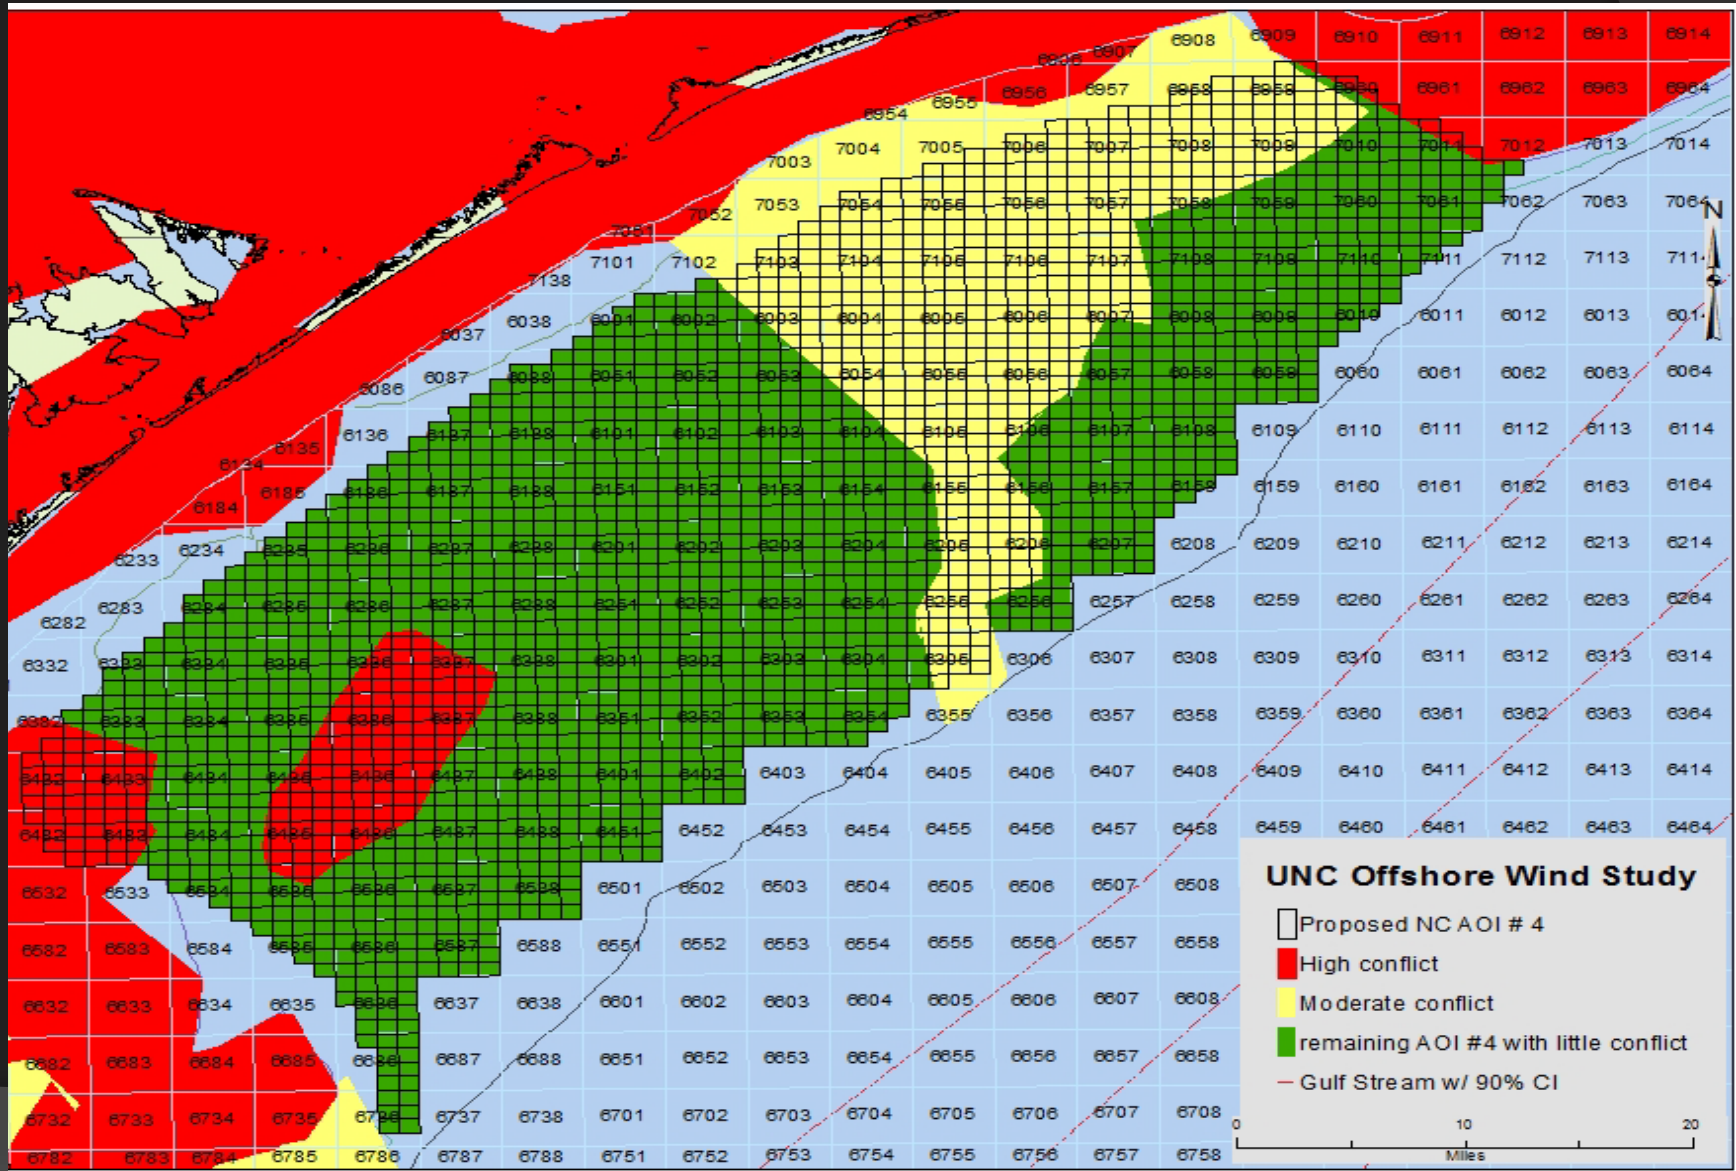 6908 6909 6910 6911 6912 6913 6914
6906 6907
6954 6955 6956 6957 6958 6959 6960 6961 6962 6963 6964
7003 7004 7005 7006 7007 7008 7009 7010 7011 7012 7013 7014
7052 7053 7054 7055 7056 7057 7058 7059 7060 7061 7062 7063 7064
N
7051
7101 7102 7103 7104 7105 7106 7107 7108 7109 7110 7111 7112 7113 7114
7138
6037 6038 6001 6002 6003 6004 6005 6006 6007 6008 6009 6010 6011 6012 6013 6014
6086 6087 6088 6051 6052 6053 6054 6055 6056 6057 6058 6059 6060 6061 6062 6063 6064
6135 6136 6137 6138 6101 6102 6103 6104 6105 6106 6107 6108 6109 6110 6111 6112 6113 6114
6134
6184 6185 6186 6187 6188 6151 6152 6153 6154 6155 6156 6157 6158 6159 6160 6161 6162 6163 6164
6233 6234 6235 6236 6237 6238 6201 6202 6203 6204 6205 6206 6207 6208 6209 6210 6211 6212 6213 6214
6282 6283 6284 6285 6286 6287 6288 6251 6252 6253 6254 6255 6256 6257 6258 6259 6260 6261 6262 6263 6264
6332 6333 6334 6335 6336 6337 6338 6301 6302 6303 6304 6305 6306 6307 6308 6309 6310 6311 6312 6313 6314
6382 6383 6384 6385 6386 6387 6388 6351 6352 6353 6354 6355 6356 6357 6358 6359 6360 6361 6362 6363 6364
6432 6433 6434 6435 6436 6437 6438 6401 6402 6403 6404 6405 6406 6407 6408 6409 6410 6411 6412 6413 6414
6482 6483 6484 6485 6486 6487 6488 6451 6452 6453 6454 6455 6456 6457 6458 6459 6460 6461 6462 6463 6464
6532 6533 6534 6535 6536 6537 6538 6501 6502 6503 6504 6505 6506 6507 6508
6582 6583 6584 6585 6586 6587 6588 6551 6552 6553 6554 6555 6556 6557 6558
6632 6633 6634 6635 6636 6637 6638 6601 6602 6603 6604 6605 6606 6607 6608
6682 6683 6684 6685 6686 6687 6688 6651 6652 6653 6654 6655 6656 6657 6658
6732 6733 6734 6735 6736 6737 6738 6701 6702 6703 6704 6705 6706 6707 6708
6782 6783 6784 6785 6786 6787 6788 6751 6752 6753 6754 6755 6756 6757 6758
UNC Offshore Wind Study
Proposed NC AOI # 4
High conflict
Moderate conflict
remaining AOI #4 with little conflict
Gulf Stream w/ 90% CI
0 10 20
Miles